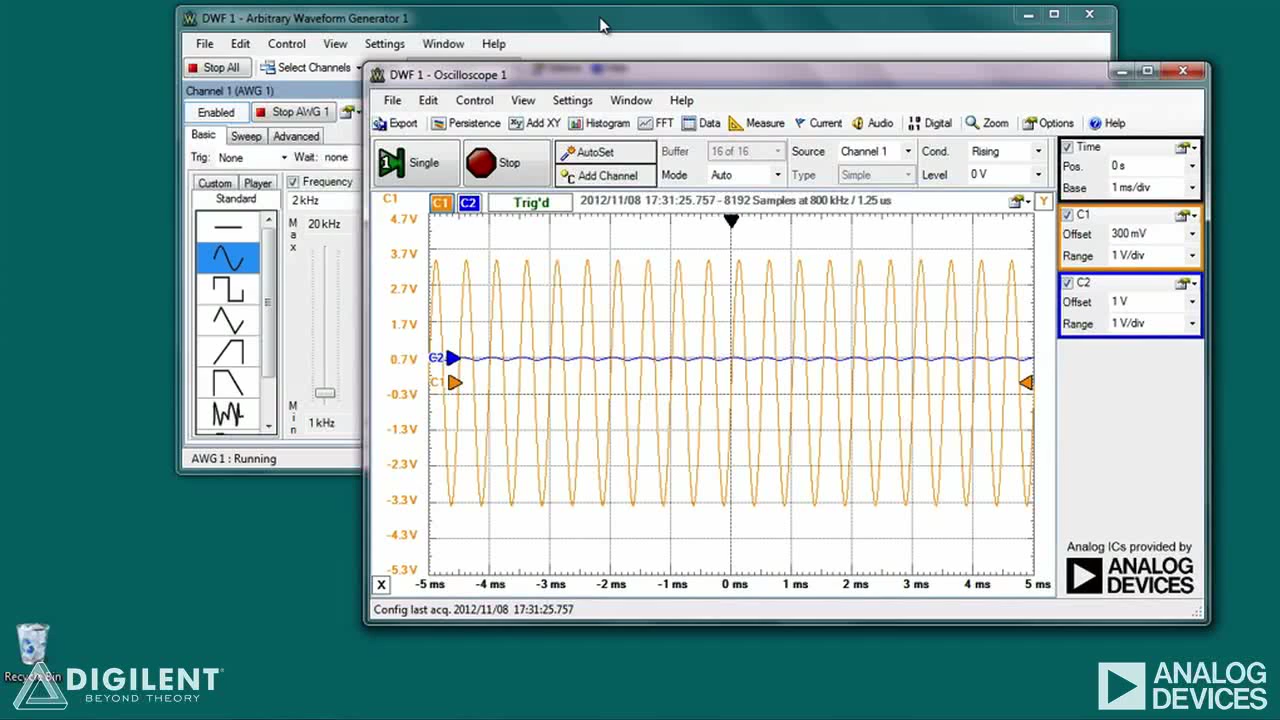 DWF 1 - Arbitrary Waveform Generator 1
File Edit Control View Settings Window Help
Stop All Select Channels
Channel 1 (AWG 1)
Enabled Stop AWG 1
Basic Sweep Advanced
Trig: None Wait: none
Custom Player
Standard
Frequency
2 kHz
Max
20 kHz
Min
1 kHz
AWG 1 : Running
DWF 1 - Oscilloscope 1
File Edit Control View Settings Window Help
Export Persistence Add XY Histogram FFT Data Measure Current Audio Digital Zoom Options Help
1 Single Stop AutoSet Buffer 16 of 16 Source Channel 1 Cond. Rising
Add Channel Mode Auto Type Simple Level 0 V
C1 C1 C2 Trig'd 2012/11/08 17:31:25.757 - 8192 Samples at 800 kHz / 1.25 us Y
4.7 V
3.7 V
2.7 V
1.7 V
0.7 V
-0.3 V
-1.3 V
-2.3 V
-3.3 V
-4.3 V
-5.3 V
C2
C1
X -5 ms -4 ms -3 ms -2 ms -1 ms 0 ms 1 ms 2 ms 3 ms 4 ms 5 ms
Config last acq. 2012/11/08 17:31:25.757
Time
Pos. 0 s
Base 1 ms/div
C1
Offset 300 mV
Range 1 V/div
C2
Offset 1 V
Range 1 V/div
Analog ICs provided by
ANALOG
DEVICES
Recycle Bin
DIGILENT
BEYOND THEORY
ANALOG
DEVICES